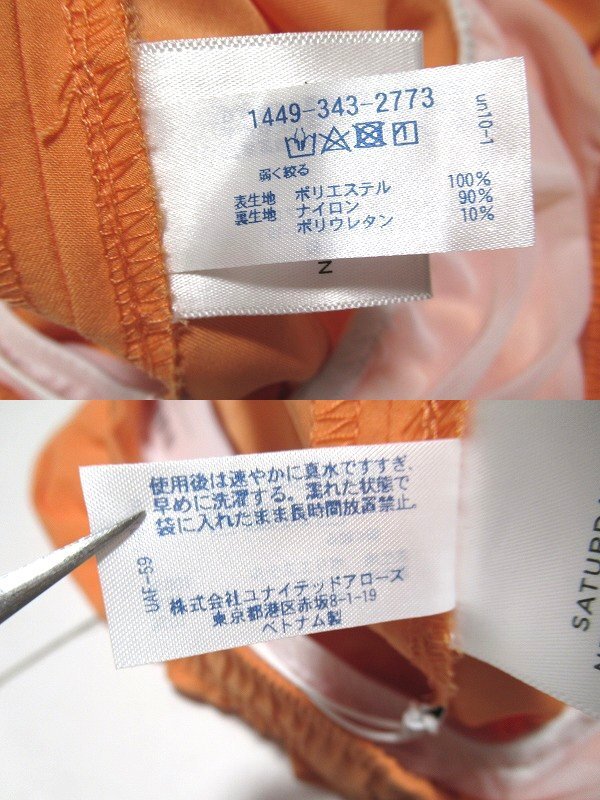 1449-343-2773
un10-1
弱く絞る
表生地 ポリエステル 100%
裏生地 ナイロン 90%
ポリウレタン 10%
使用後は速やかに真水ですすぎ、
早めに洗濯する。濡れた状態で
袋に入れたまま長時間放置禁止。
UAF-59
株式会社ユナイテッドアローズ
東京都港区赤坂8-1-19
ベトナム製